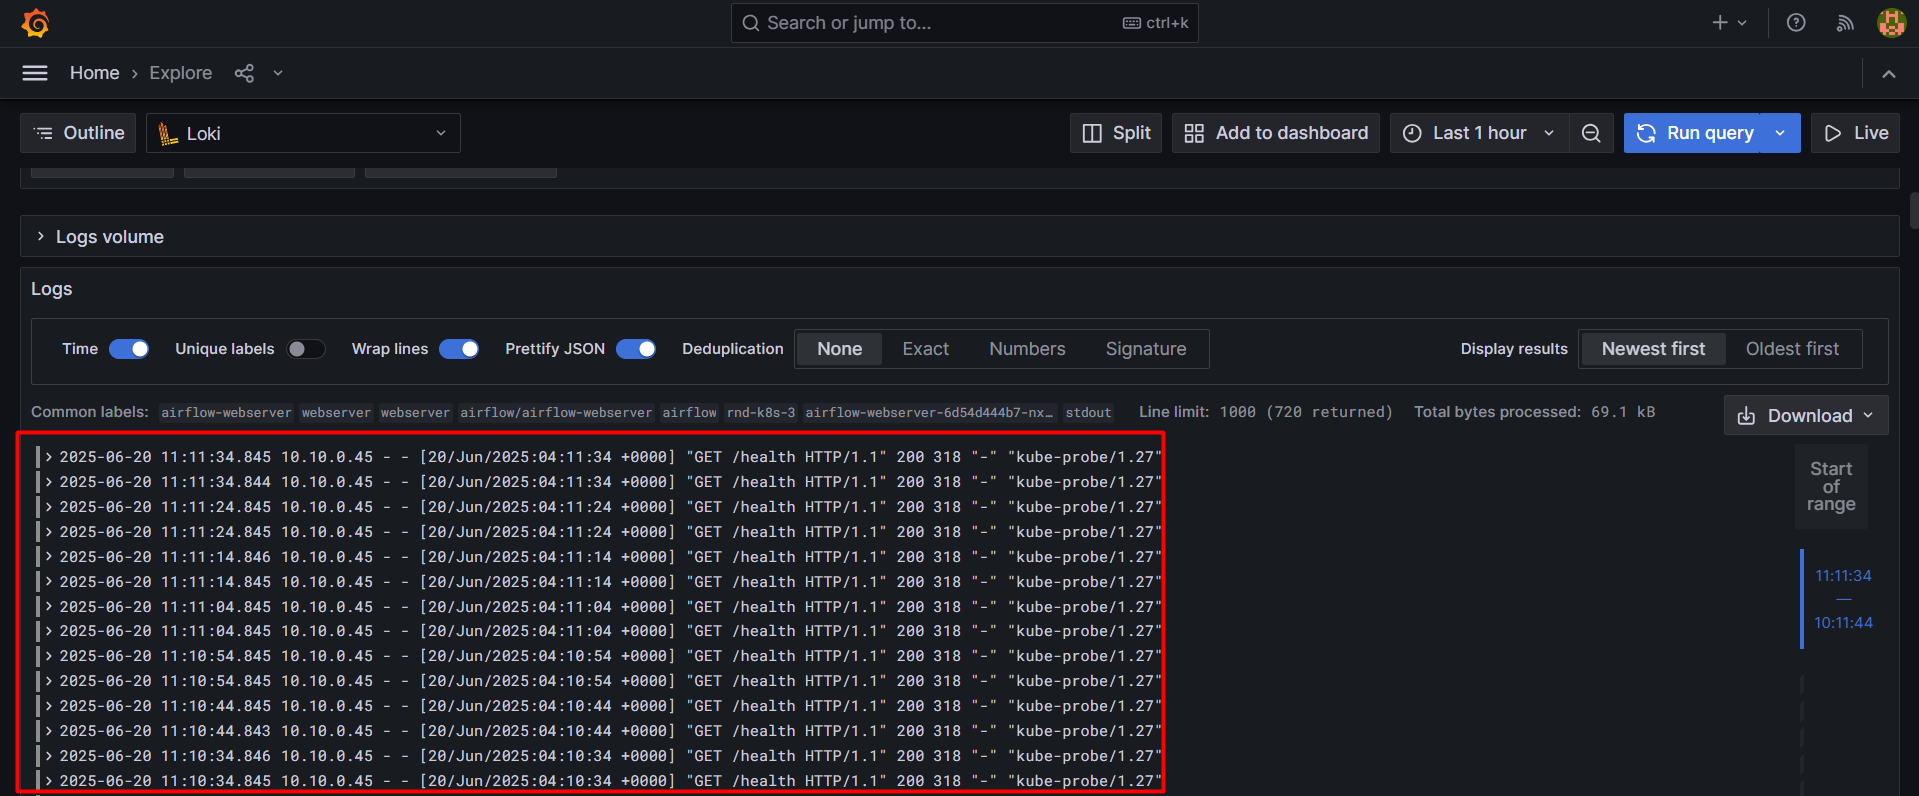 Search or jump to... ctrl+k
Home › Explore
Outline Loki Split Add to dashboard Last 1 hour Run query Live
Logs volume
Logs
Time Unique labels Wrap lines Prettify JSON Deduplication None Exact Numbers Signature Display results Newest first Oldest first
Common labels: airflow-webserver webserver webserver airflow/airflow-webserver airflow rnd-k8s-3 airflow-webserver-6d54d444b7-nx… stdout Line limit: 1000 (720 returned) Total bytes processed: 69.1 kB Download
2025-06-20 11:11:34.845 10.10.0.45 - - [20/Jun/2025:04:11:34 +0000] "GET /health HTTP/1.1" 200 318 "-" "kube-probe/1.27"
2025-06-20 11:11:34.844 10.10.0.45 - - [20/Jun/2025:04:11:34 +0000] "GET /health HTTP/1.1" 200 318 "-" "kube-probe/1.27"
2025-06-20 11:11:24.845 10.10.0.45 - - [20/Jun/2025:04:11:24 +0000] "GET /health HTTP/1.1" 200 318 "-" "kube-probe/1.27"
2025-06-20 11:11:24.845 10.10.0.45 - - [20/Jun/2025:04:11:24 +0000] "GET /health HTTP/1.1" 200 318 "-" "kube-probe/1.27"
2025-06-20 11:11:14.846 10.10.0.45 - - [20/Jun/2025:04:11:14 +0000] "GET /health HTTP/1.1" 200 318 "-" "kube-probe/1.27"
2025-06-20 11:11:14.845 10.10.0.45 - - [20/Jun/2025:04:11:14 +0000] "GET /health HTTP/1.1" 200 318 "-" "kube-probe/1.27"
2025-06-20 11:11:04.845 10.10.0.45 - - [20/Jun/2025:04:11:04 +0000] "GET /health HTTP/1.1" 200 318 "-" "kube-probe/1.27"
2025-06-20 11:11:04.845 10.10.0.45 - - [20/Jun/2025:04:11:04 +0000] "GET /health HTTP/1.1" 200 318 "-" "kube-probe/1.27"
2025-06-20 11:10:54.845 10.10.0.45 - - [20/Jun/2025:04:10:54 +0000] "GET /health HTTP/1.1" 200 318 "-" "kube-probe/1.27"
2025-06-20 11:10:54.845 10.10.0.45 - - [20/Jun/2025:04:10:54 +0000] "GET /health HTTP/1.1" 200 318 "-" "kube-probe/1.27"
2025-06-20 11:10:44.845 10.10.0.45 - - [20/Jun/2025:04:10:44 +0000] "GET /health HTTP/1.1" 200 318 "-" "kube-probe/1.27"
2025-06-20 11:10:44.843 10.10.0.45 - - [20/Jun/2025:04:10:44 +0000] "GET /health HTTP/1.1" 200 318 "-" "kube-probe/1.27"
2025-06-20 11:10:34.846 10.10.0.45 - - [20/Jun/2025:04:10:34 +0000] "GET /health HTTP/1.1" 200 318 "-" "kube-probe/1.27"
2025-06-20 11:10:34.845 10.10.0.45 - - [20/Jun/2025:04:10:34 +0000] "GET /health HTTP/1.1" 200 318 "-" "kube-probe/1.27"
Start
of
range
11:11:34
—
10:11:44